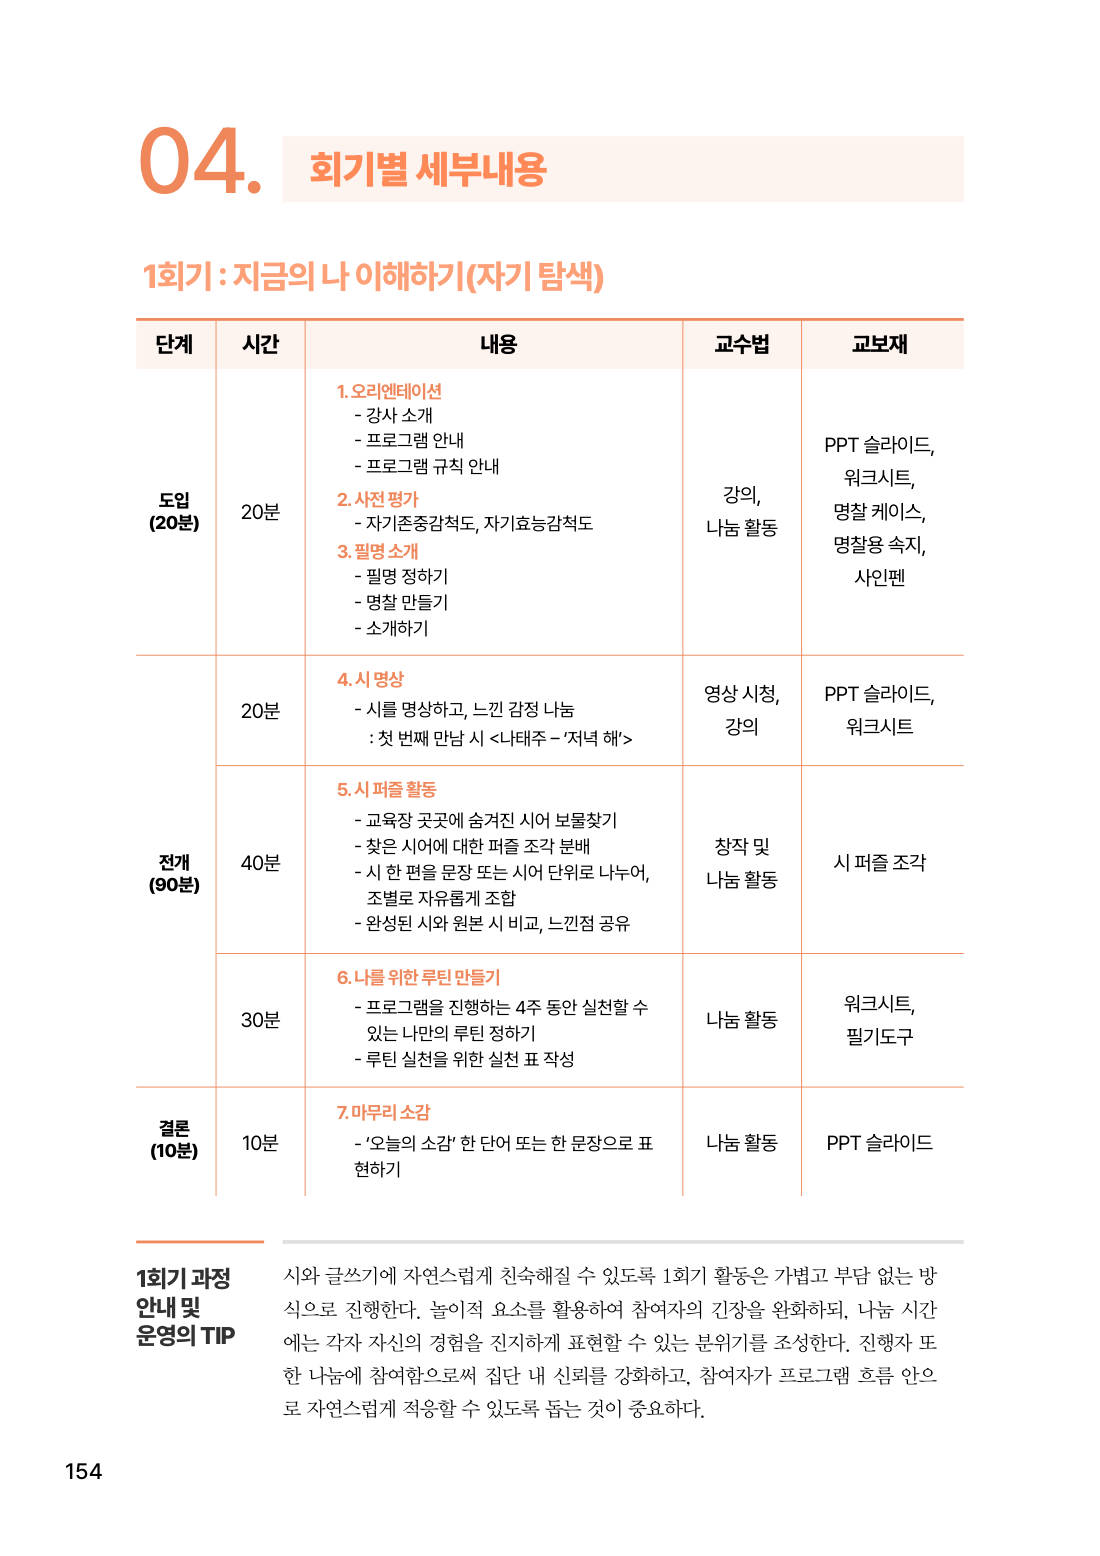 04.
회기별 세부내용
1회기 : 지금의 나 이해하기(자기 탐색)
단계 시간 내용 교수법 교보재
도입
(20분)
20분
1. 오리엔테이션
- 강사 소개
- 프로그램 안내
- 프로그램 규칙 안내
2. 사전 평가
- 자기존중감척도, 자기효능감척도
3. 필명 소개
- 필명 정하기
- 명찰 만들기
- 소개하기
강의,
나눔 활동
PPT 슬라이드,
워크시트,
명찰 케이스,
명찰용 속지,
사인펜
전개
(90분)
20분
4. 시 명상
- 시를 명상하고, 느낀 감정 나눔
: 첫 번째 만남 시 <나태주 – ‘저녁 해’>
영상 시청,
강의
PPT 슬라이드,
워크시트
40분
5. 시 퍼즐 활동
- 교육장 곳곳에 숨겨진 시어 보물찾기
- 찾은 시어에 대한 퍼즐 조각 분배
- 시 한 편을 문장 또는 시어 단위로 나누어,
조별로 자유롭게 조합
- 완성된 시와 원본 시 비교, 느낀점 공유
창작 및
나눔 활동
시 퍼즐 조각
30분
6. 나를 위한 루틴 만들기
- 프로그램을 진행하는 4주 동안 실천할 수
있는 나만의 루틴 정하기
- 루틴 실천을 위한 실천 표 작성
나눔 활동
워크시트,
필기도구
결론
(10분)
10분
7. 마무리 소감
- ‘오늘의 소감’ 한 단어 또는 한 문장으로 표
현하기
나눔 활동
PPT 슬라이드
1회기 과정
안내 및
운영의 TIP
시와 글쓰기에 자연스럽게 친숙해질 수 있도록 1회기 활동은 가볍고 부담 없는 방
식으로 진행한다. 놀이적 요소를 활용하여 참여자의 긴장을 완화하되, 나눔 시간
에는 각자 자신의 경험을 진지하게 표현할 수 있는 분위기를 조성한다. 진행자 또
한 나눔에 참여함으로써 집단 내 신뢰를 강화하고, 참여자가 프로그램 흐름 안으
로 자연스럽게 적응할 수 있도록 돕는 것이 중요하다.
154